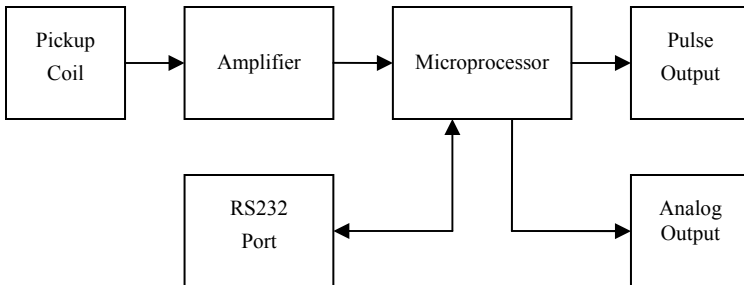 Pickup
Coil
Amplifier
Microprocessor
Pulse
Output
RS232
Port
Analog
Output